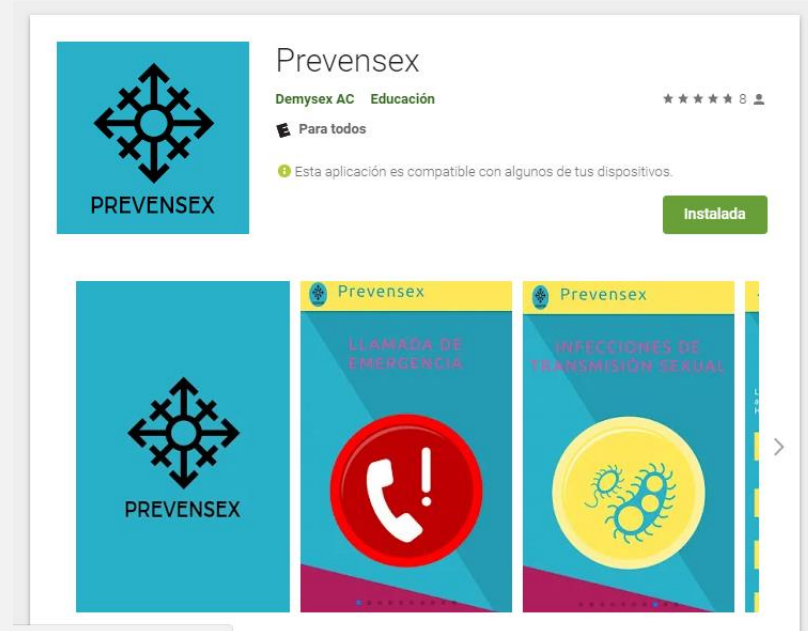 Prevensex
Demysex AC Educación
8
E Para todos
Esta aplicación es compatible con algunos de tus dispositivos.
Instalada
PREVENSEX
PREVENSEX
Prevensex
LLAMADA DE
EMERGENCIA
Prevensex
INFECCIONES DE
TRANSMISIÓN SEXUAL